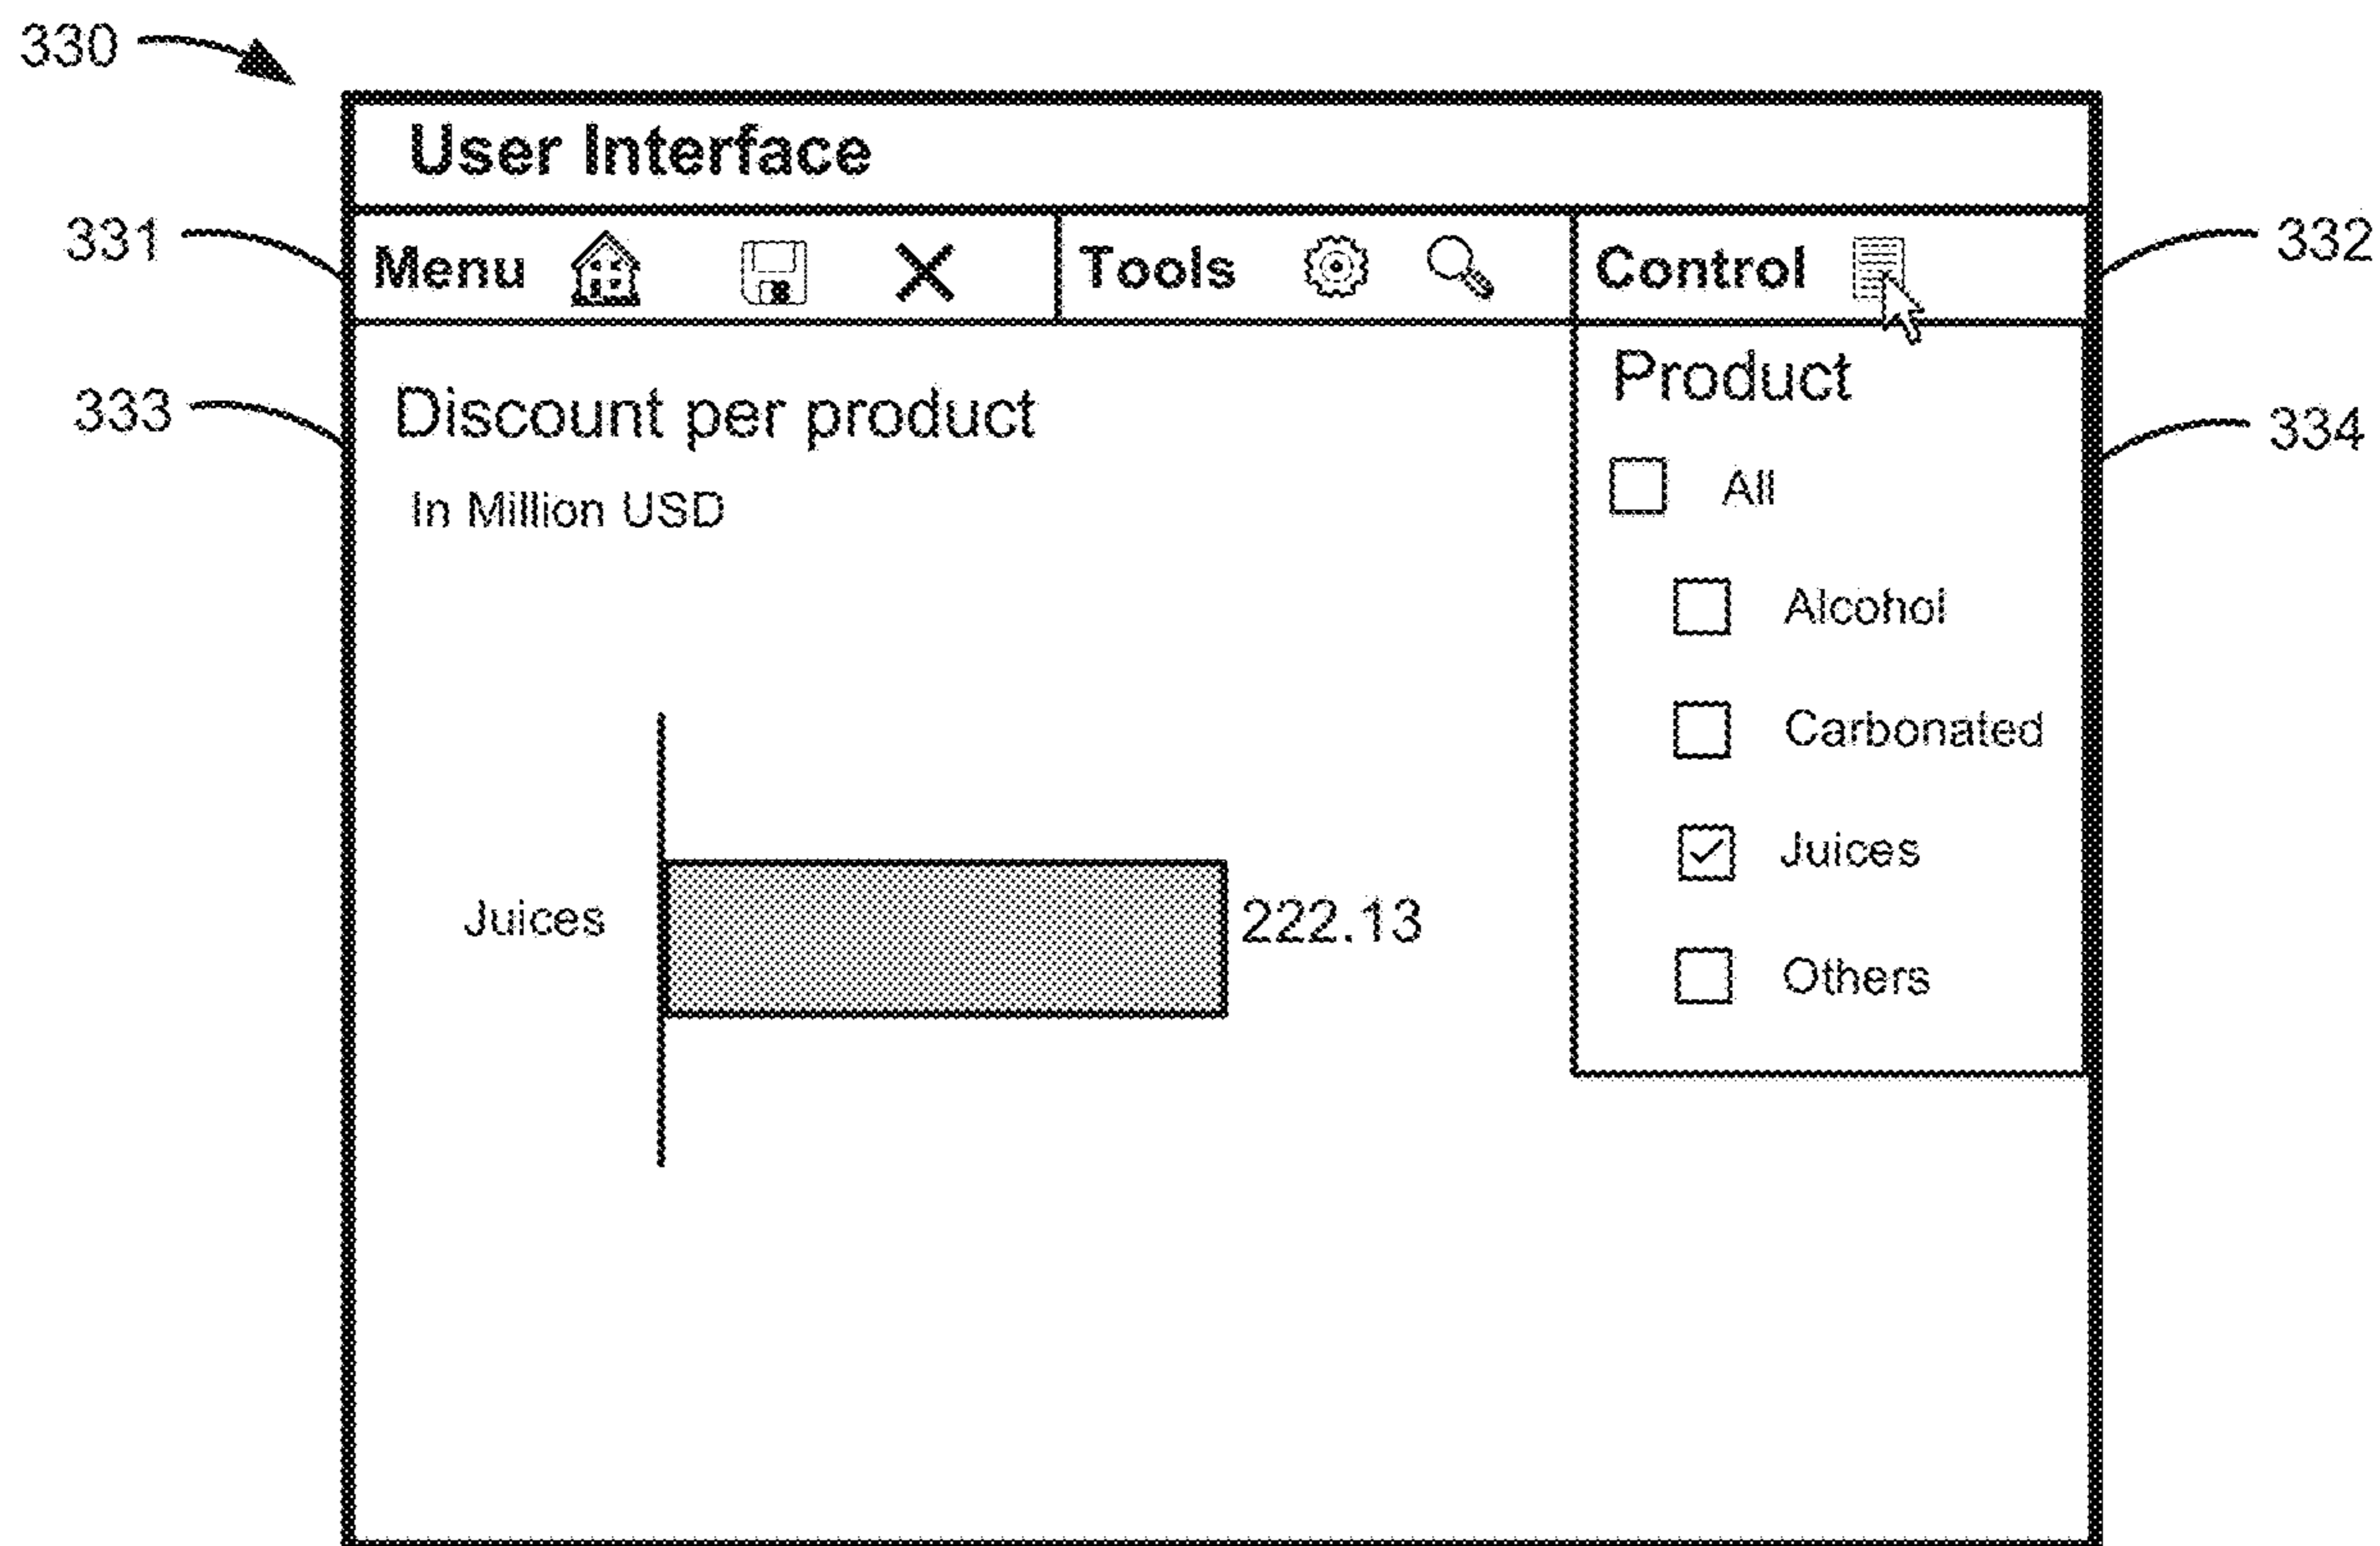 330
User Interface
331
Menu
Tools
Control
332
333
Discount per product
In Million USD
Product
334
All
Alcohol
Carbonated
Juices
Others
Juices
222.13